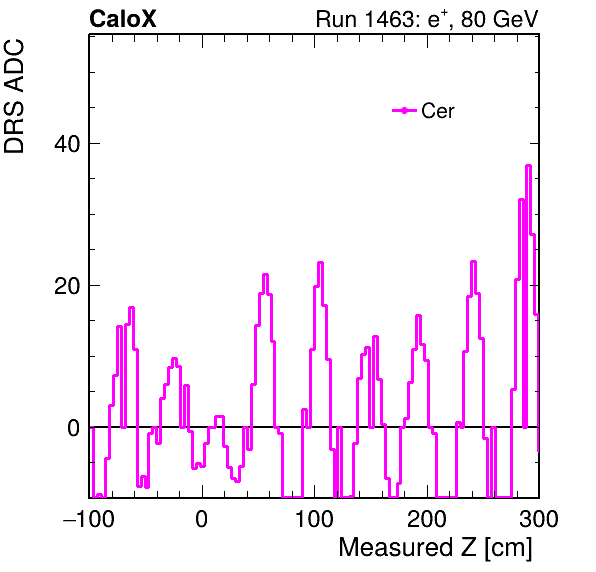 CaloX Run 1463: e⁺, 80 GeV
DRS ADC
Cer
40
20
0
−100 0 100 200 300
Measured Z [cm]